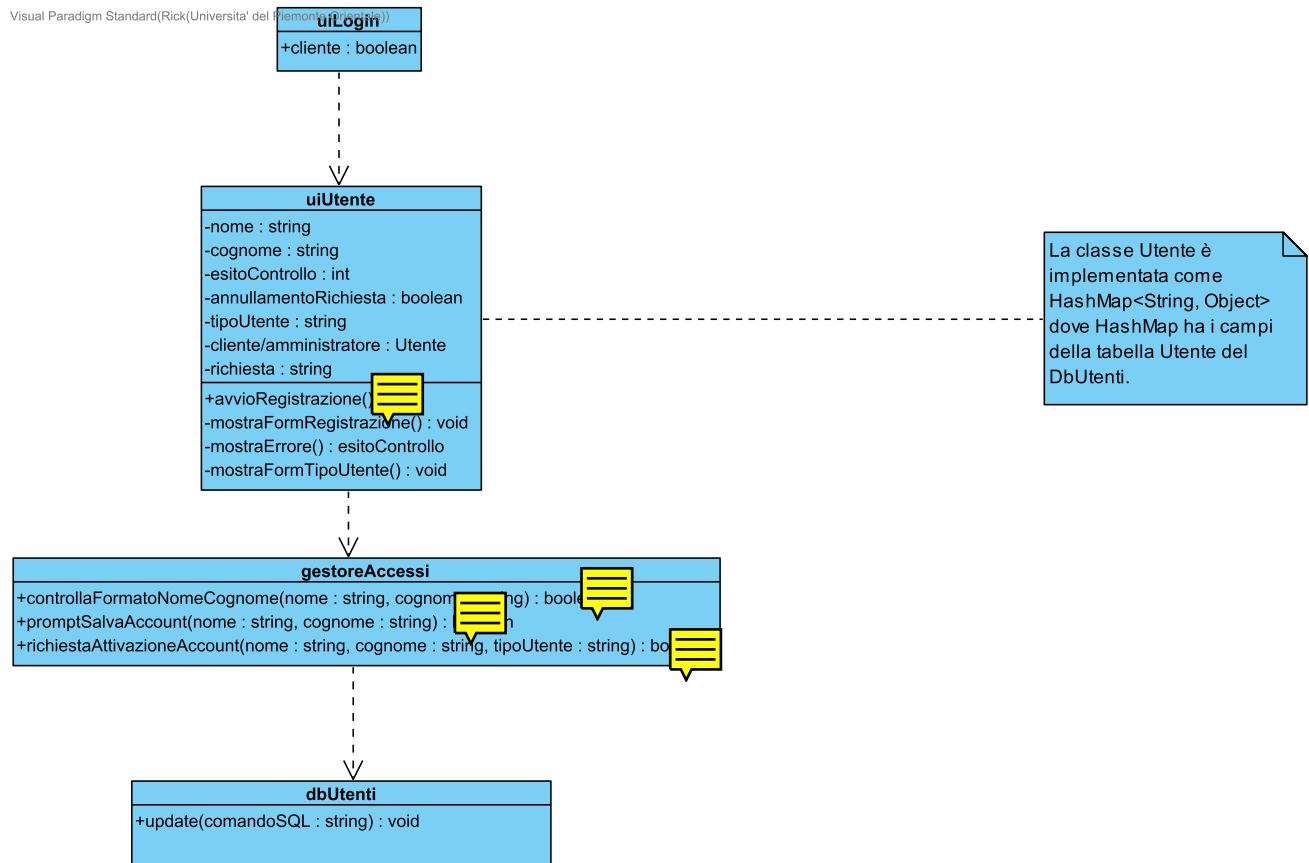 Visual Paradigm Standard(Rick(Universita' del Piemonte Orientale))
uiLogin
+cliente : boolean
uiUtente
-nome : string
-cognome : string
-esitoControllo : int
-annullamentoRichiesta : boolean
-tipoUtente : string
-cliente/amministratore : Utente
-richiesta : string
+avvioRegistrazione()
-mostraFormRegistrazione() : void
-mostraErrore() : esitoControllo
-mostraFormTipoUtente() : void
La classe Utente è
implementata come
HashMap<String, Object>
dove HashMap ha i campi
della tabella Utente del
DbUtenti.
gestoreAccessi
+controllaFormatoNomeCognome(nome : string, cognom
+promptSalvaAccount(nome : string, cognome : string) :
+richiestaAttivazioneAccount(nome : string, cognome : string, tipoUtente : string) : bo
dbUtenti
+update(comandoSQL : string) : void